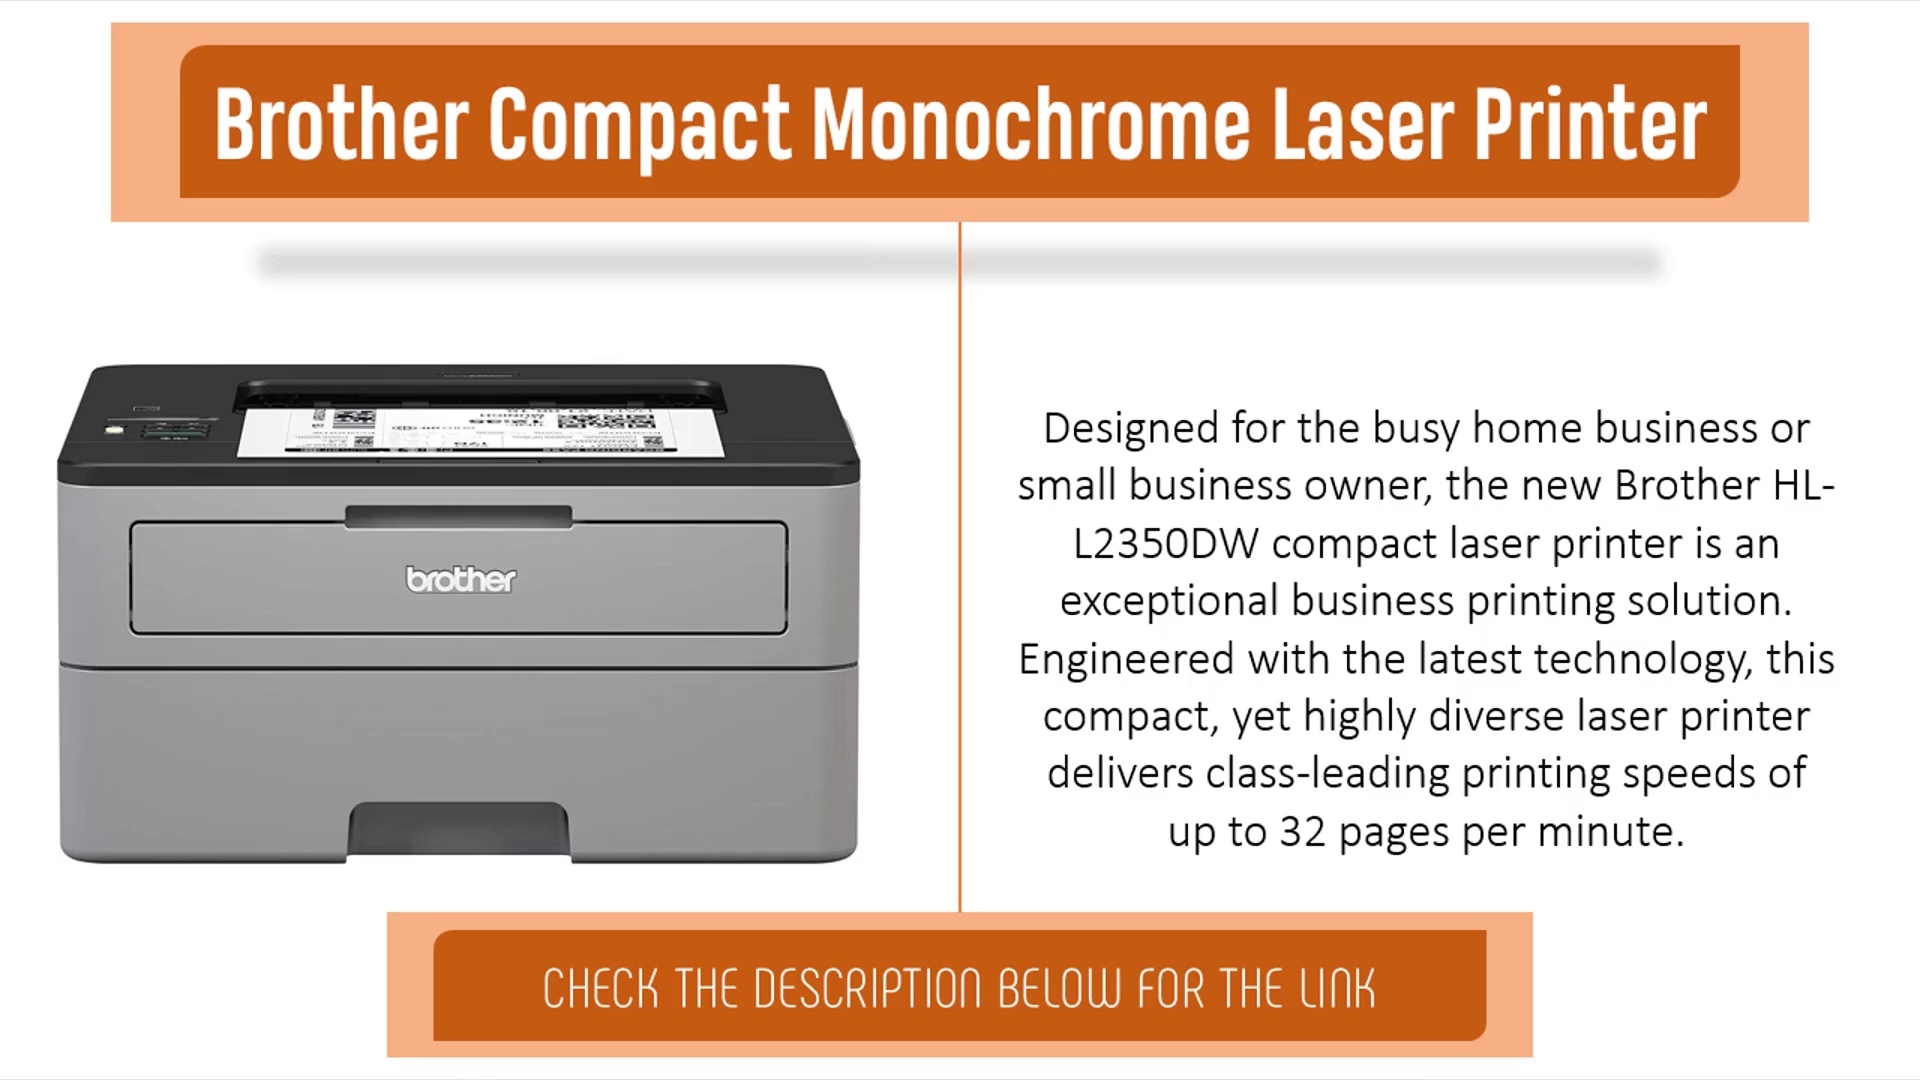 Brother Compact Monochrome Laser Printer
brother
Designed for the busy home business or
small business owner, the new Brother HL-
L2350DW compact laser printer is an
exceptional business printing solution.
Engineered with the latest technology, this
compact, yet highly diverse laser printer
delivers class-leading printing speeds of
up to 32 pages per minute.
CHECK THE DESCRIPTION BELOW FOR THE LINK